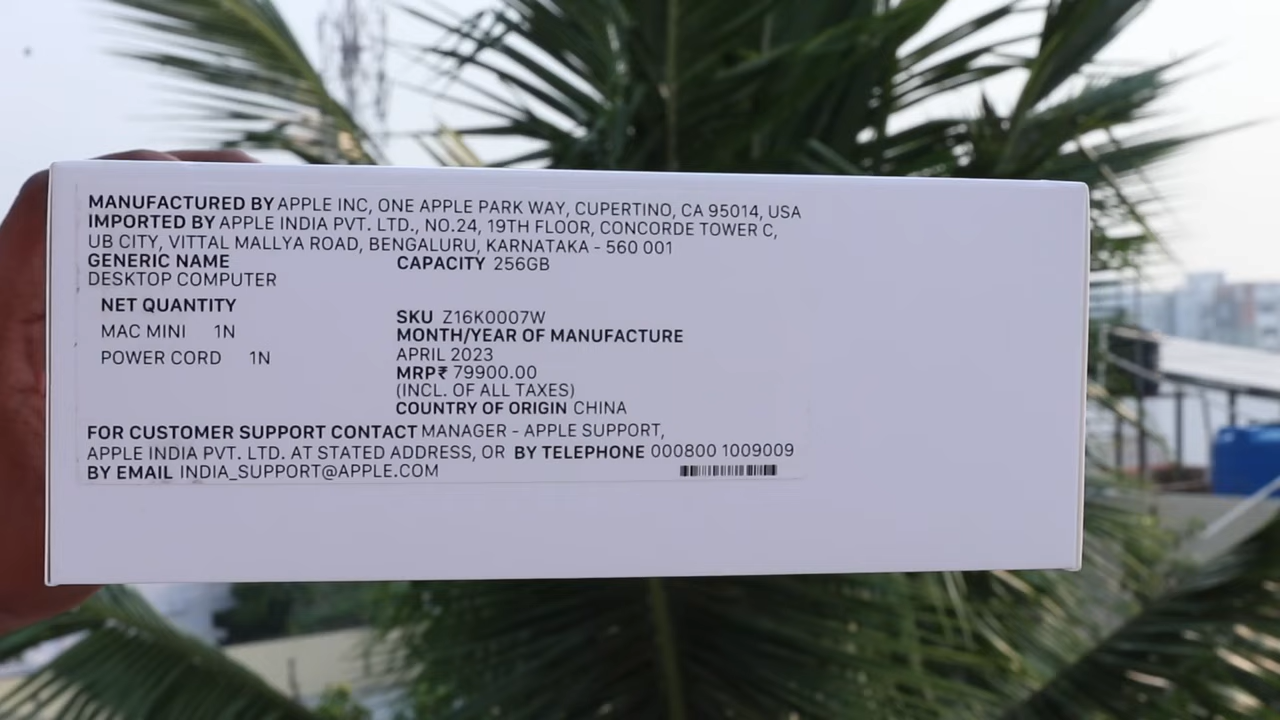 MANUFACTURED BY APPLE INC, ONE APPLE PARK WAY, CUPERTINO, CA 95014, USA
IMPORTED BY APPLE INDIA PVT. LTD., NO.24, 19TH FLOOR, CONCORDE TOWER C,
UB CITY, VITTAL MALLYA ROAD, BENGALURU, KARNATAKA - 560 001
GENERIC NAME
DESKTOP COMPUTER
CAPACITY 256GB
NET QUANTITY
MAC MINI 1N
POWER CORD 1N
SKU Z16K0007W
MONTH/YEAR OF MANUFACTURE
APRIL 2023
MRP₹ 79900.00
(INCL. OF ALL TAXES)
COUNTRY OF ORIGIN CHINA
FOR CUSTOMER SUPPORT CONTACT MANAGER - APPLE SUPPORT,
APPLE INDIA PVT. LTD. AT STATED ADDRESS, OR BY TELEPHONE 000800 1009009
BY EMAIL INDIA_SUPPORT@APPLE.COM